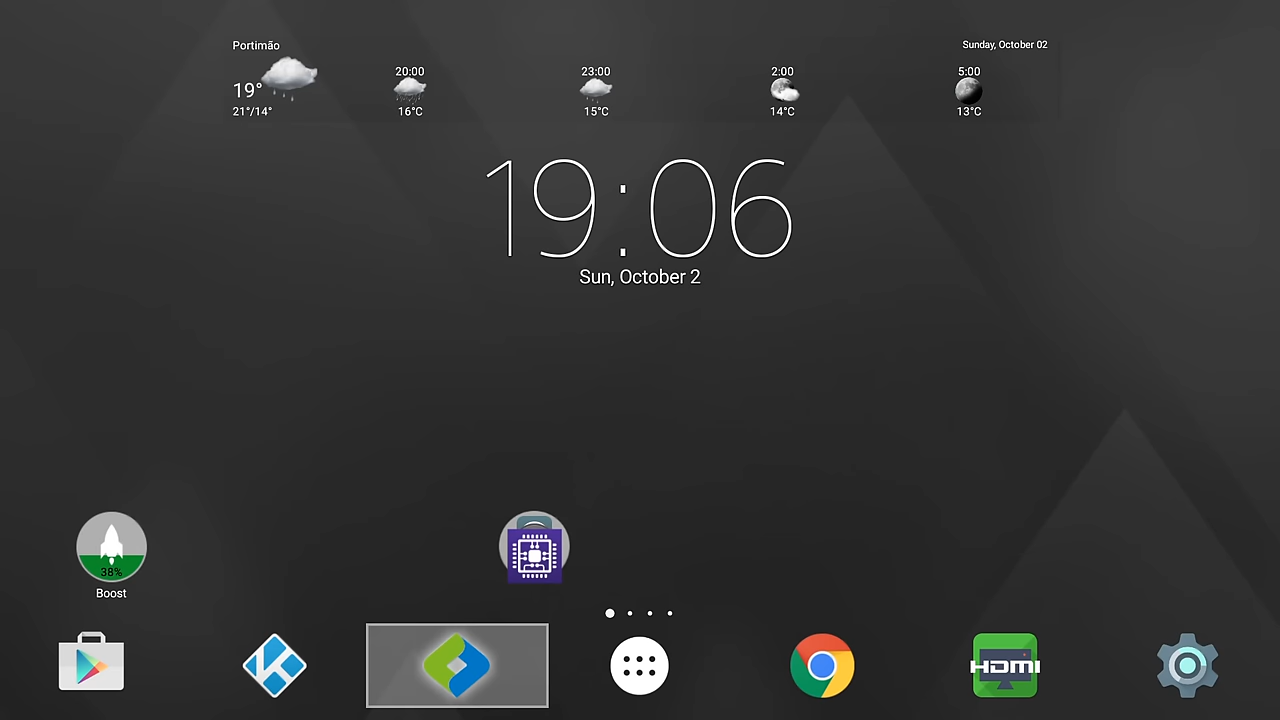 Portimão
Sunday, October 02
19°
21°/14°
20:00
16°C
23:00
15°C
2:00
14°C
5:00
13°C
19:06
Sun, October 2
38%
Boost
HDMI